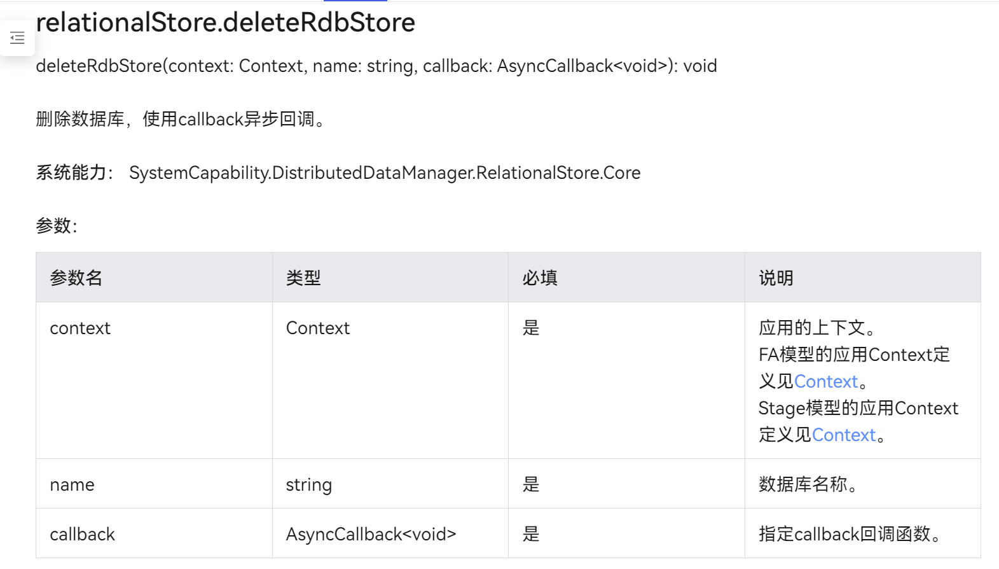 relationalStore.deleteRdbStore
deleteRdbStore(context: Context, name: string, callback: AsyncCallback<void>): void
删除数据库，使用callback异步回调。
系统能力： SystemCapability.DistributedDataManager.RelationalStore.Core
参数：
参数名 类型 必填 说明
context Context 是 应用的上下文。
FA模型的应用Context定
义见Context。
Stage模型的应用Context
定义见Context。
name string 是 数据库名称。
callback AsyncCallback<void> 是 指定callback回调函数。